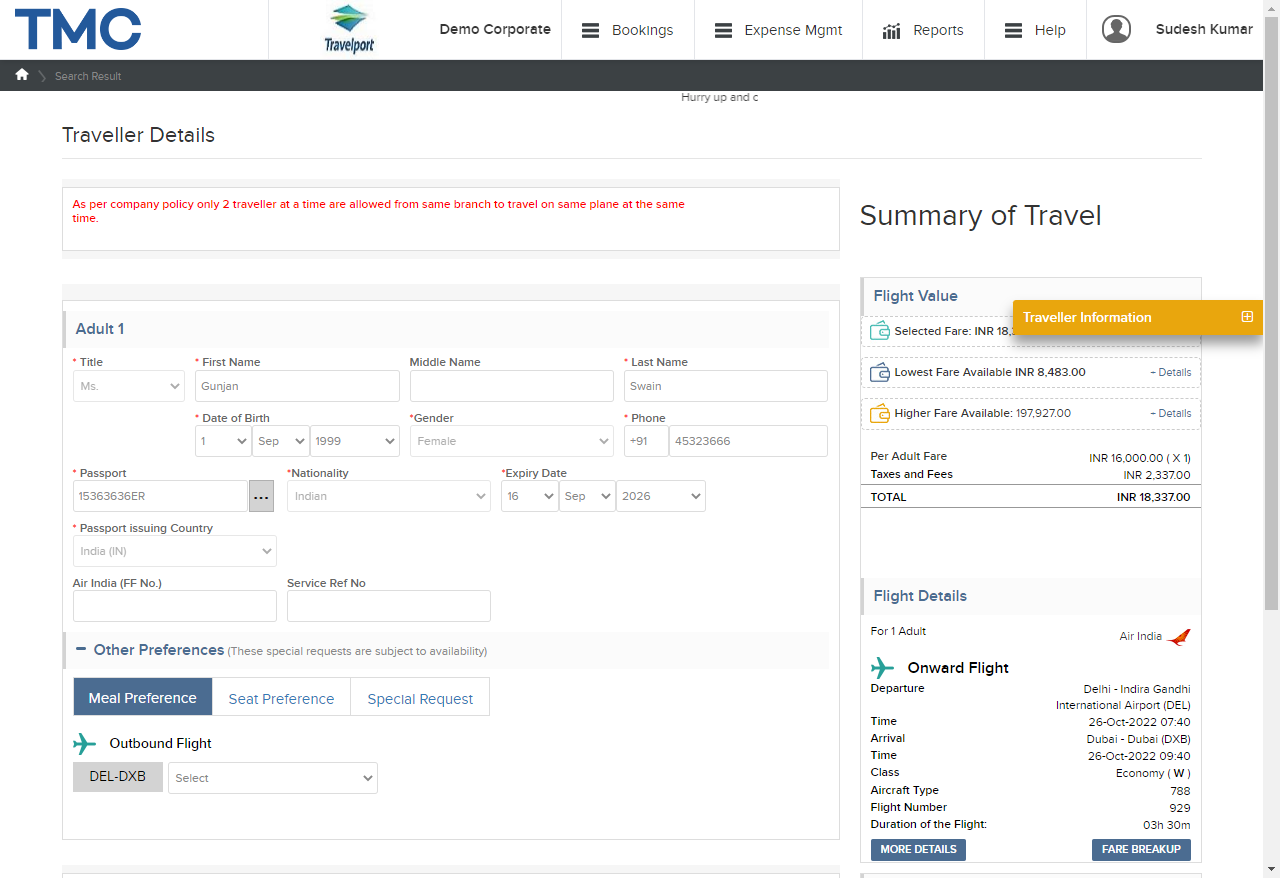 TMC
Travelport
Demo Corporate
Bookings
Expense Mgmt
Reports
Help
Sudesh Kumar
Search Result
Hurry up and c
Traveller Details
As per company policy only 2 traveller at a time are allowed from same branch to travel on same plane at the same
time.
Adult 1
* Title
* First Name
Middle Name
* Last Name
Ms.
Gunjan
Swain
* Date of Birth
*Gender
* Phone
1
Sep
1999
Female
+91
45323666
* Passport
*Nationality
*Expiry Date
15363636ER
...
Indian
16
Sep
2026
* Passport issuing Country
India (IN)
Air India (FF No.)
Service Ref No
Other Preferences (These special requests are subject to availability)
Meal Preference
Seat Preference
Special Request
Outbound Flight
DEL-DXB
Select
Summary of Travel
Flight Value
Traveller Information
Selected Fare: INR 18,
Lowest Fare Available INR 8,483.00
+ Details
Higher Fare Available: 197,927.00
+ Details
Per Adult Fare
INR 16,000.00 ( X 1)
Taxes and Fees
INR 2,337.00
TOTAL
INR 18,337.00
Flight Details
For 1 Adult
Air India
Onward Flight
Departure
Delhi - Indira Gandhi
International Airport (DEL)
Time
26-Oct-2022 07:40
Arrival
Dubai - Dubai (DXB)
Time
26-Oct-2022 09:40
Class
Economy ( W )
Aircraft Type
788
Flight Number
929
Duration of the Flight:
03h 30m
MORE DETAILS
FARE BREAKUP